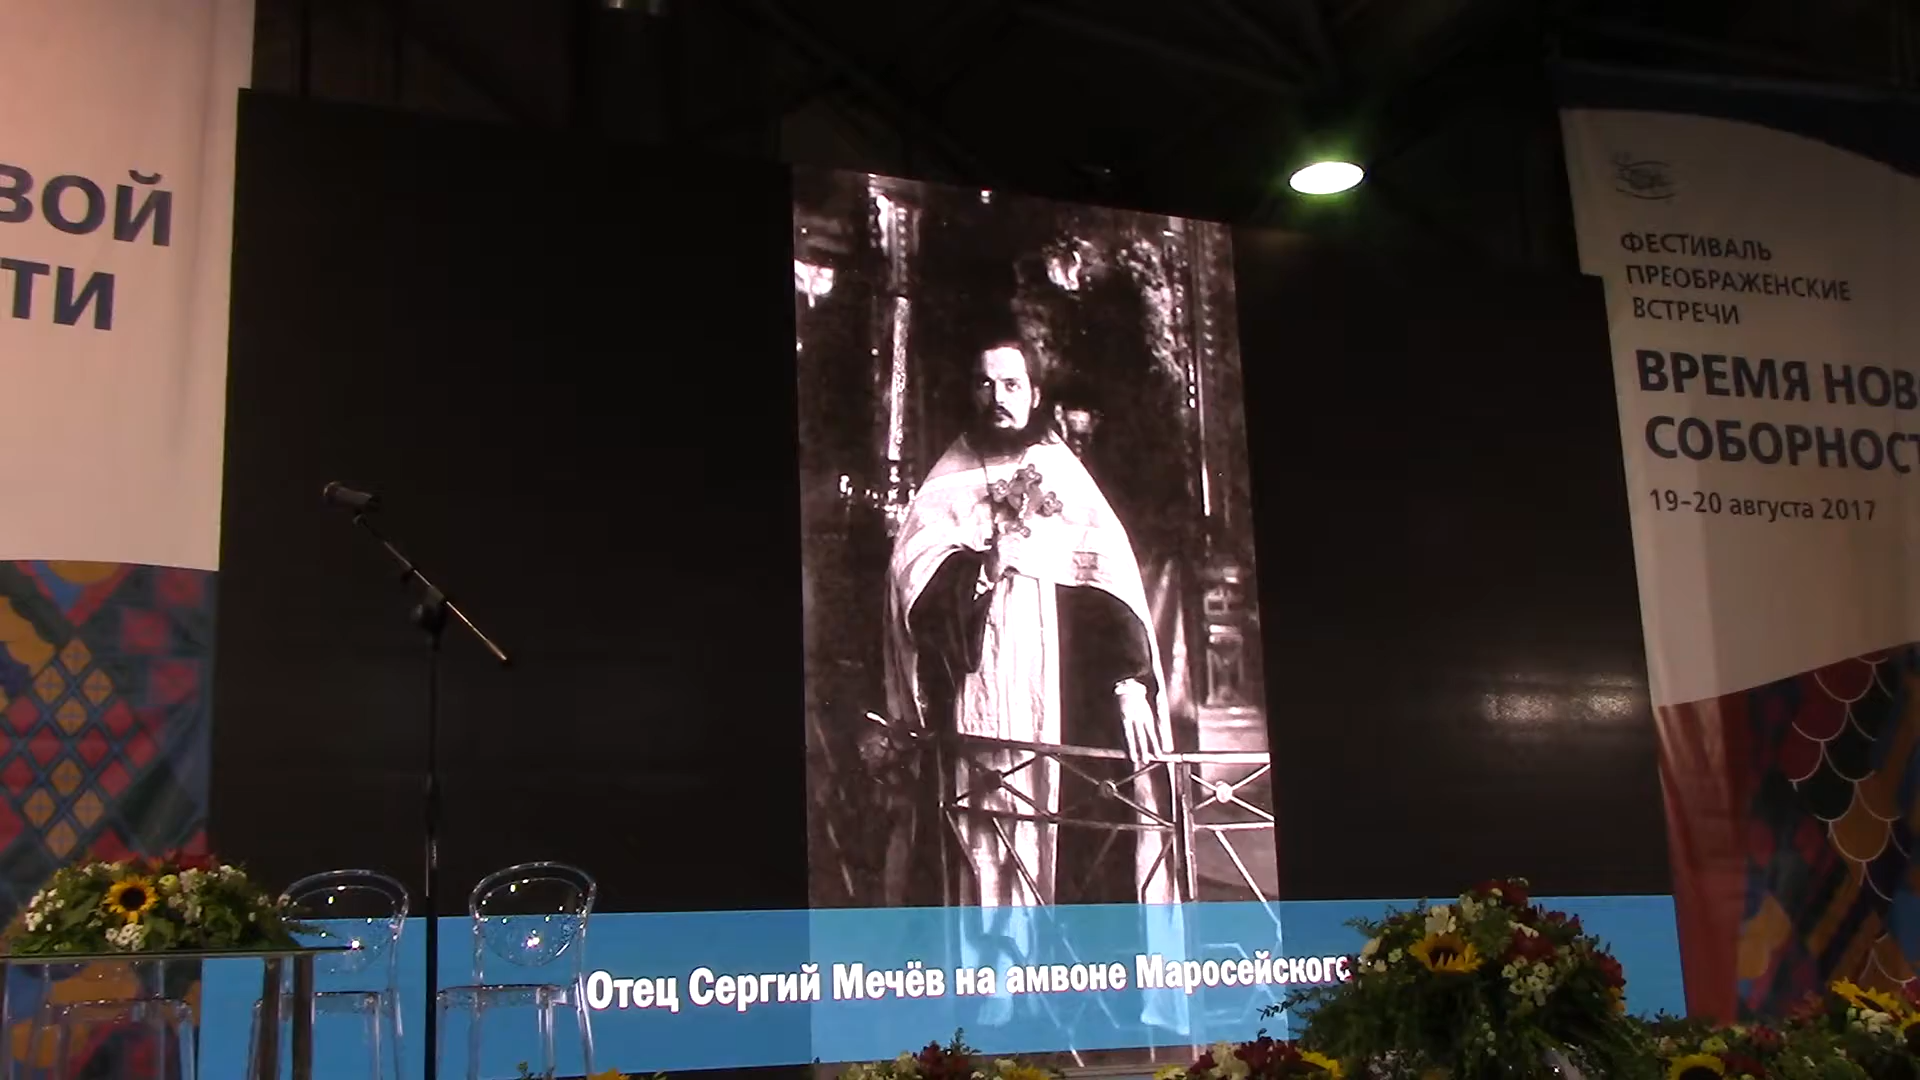 ВОЙ
ТИ
ФЕСТИВАЛЬ
ПРЕОБРАЖЕНСКИЕ
ВСТРЕЧИ
ВРЕМЯ НОВ
СОБОРНОСТ
19–20 августа 2017
Отец Сергий Мечёв на амвоне Маросейского